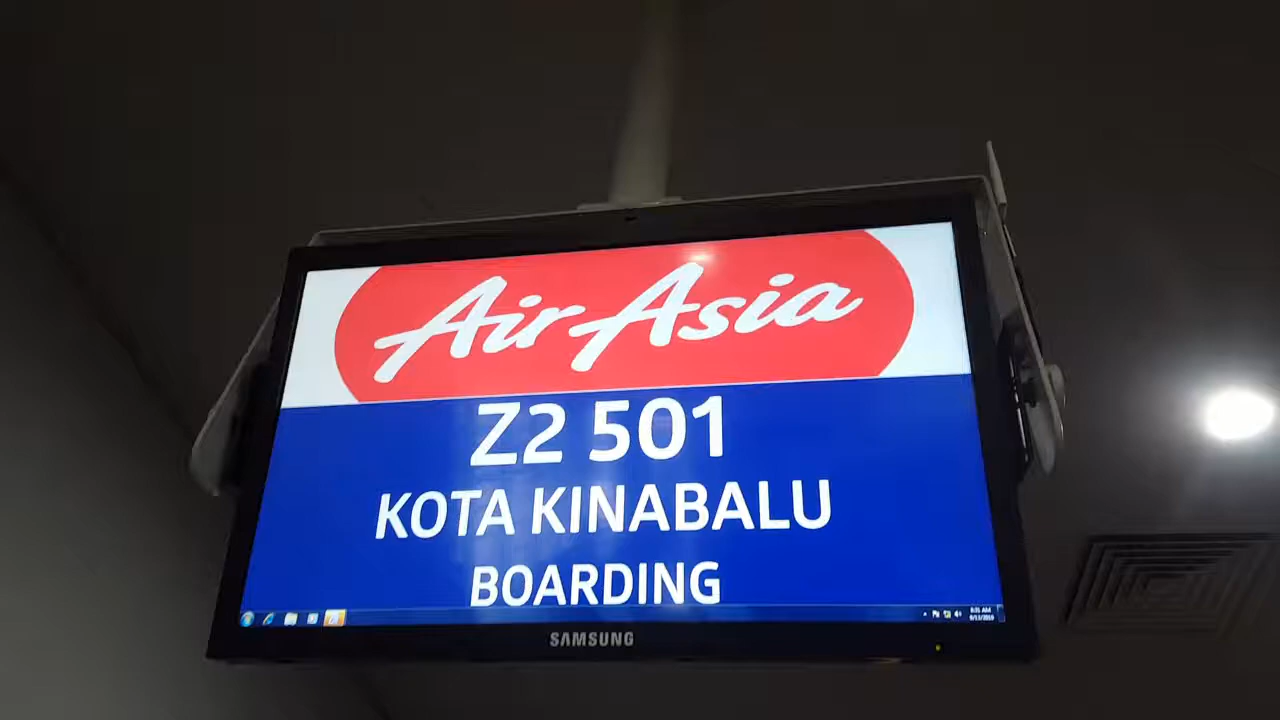 AirAsia
Z2 501
KOTA KINABALU
BOARDING
SAMSUNG